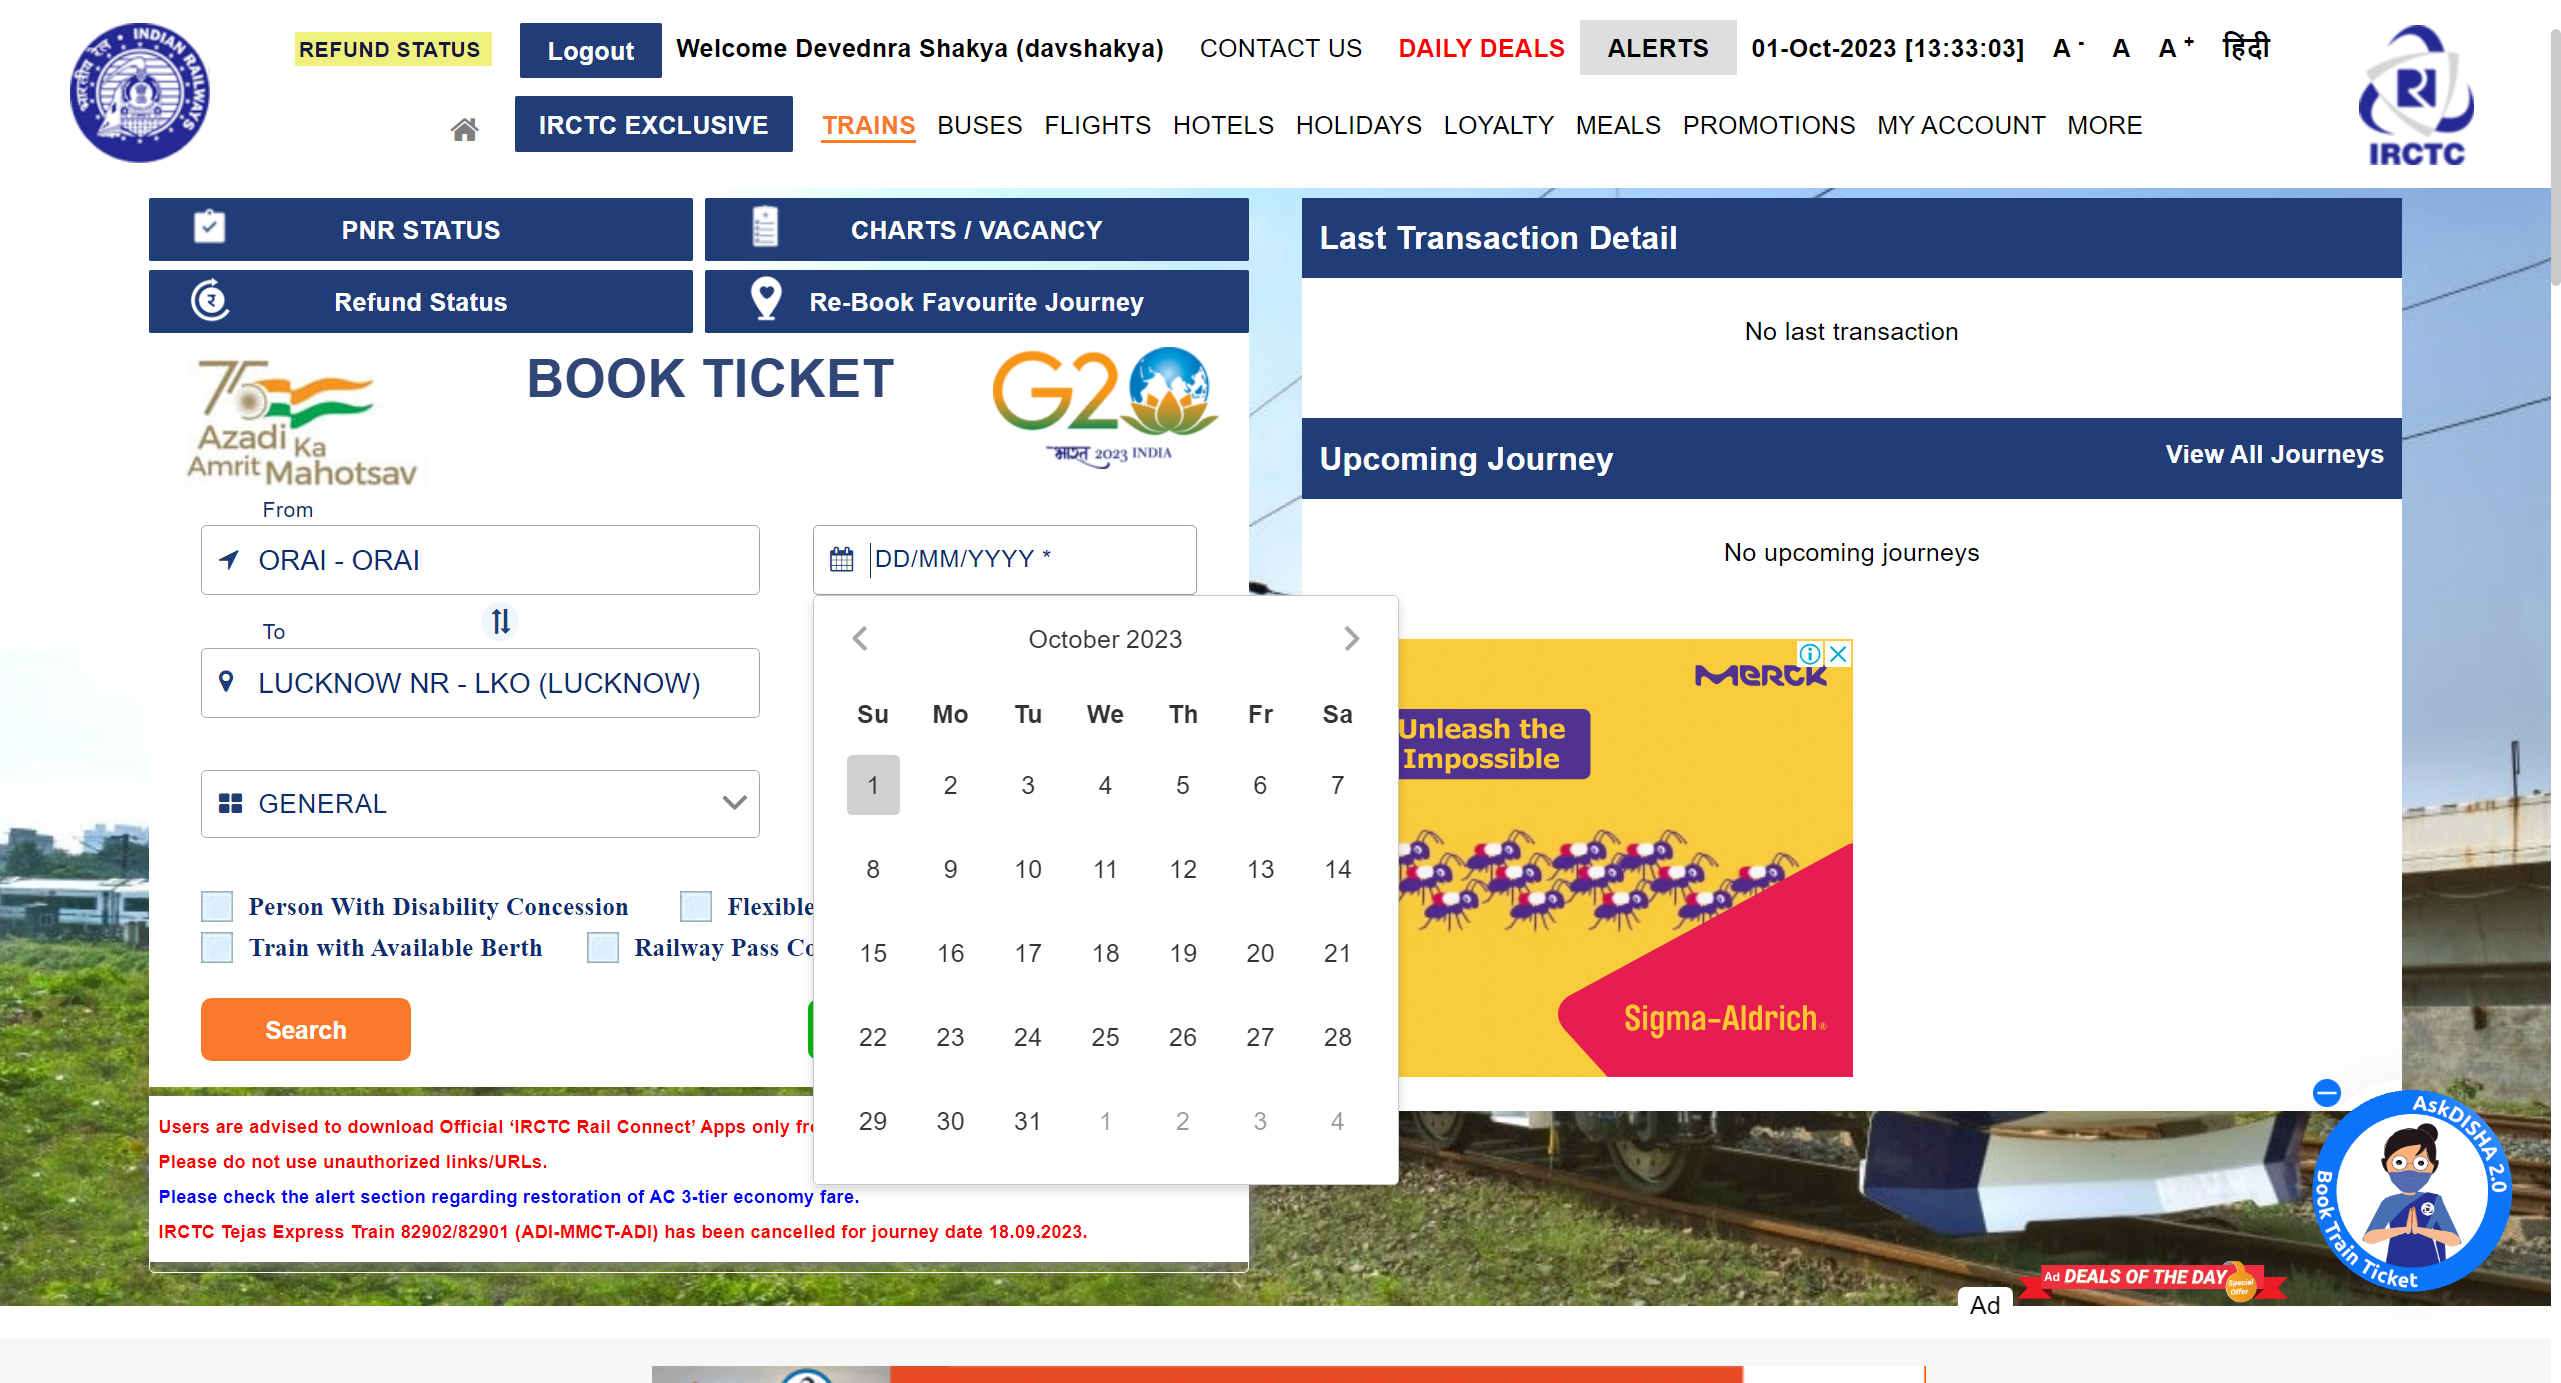 REFUND STATUS
Logout
Welcome Devednra Shakya (davshakya)
CONTACT US
DAILY DEALS
ALERTS
01-Oct-2023 [13:33:03]
A -
A
A +
हिंदी
INDIAN RAILWAYS
भारतीय रेल
IRCTC EXCLUSIVE
TRAINS
BUSES
FLIGHTS
HOTELS
HOLIDAYS
LOYALTY
MEALS
PROMOTIONS
MY ACCOUNT
MORE
IRCTC
PNR STATUS
CHARTS / VACANCY
Refund Status
Re-Book Favourite Journey
75
Azadi Ka
Amrit Mahotsav
BOOK TICKET
G20
भारत 2023 INDIA
From
ORAI - ORAI
DD/MM/YYYY *
To
LUCKNOW NR - LKO (LUCKNOW)
GENERAL
October 2023
Su Mo Tu We Th Fr Sa
1 2 3 4 5 6 7
8 9 10 11 12 13 14
15 16 17 18 19 20 21
22 23 24 25 26 27 28
29 30 31 1 2 3 4
Person With Disability Concession
Flexible
Train with Available Berth
Railway Pass Co
Search
Users are advised to download Official ‘IRCTC Rail Connect’ Apps only fr
Please do not use unauthorized links/URLs.
Please check the alert section regarding restoration of AC 3-tier economy fare.
IRCTC Tejas Express Train 82902/82901 (ADI-MMCT-ADI) has been cancelled for journey date 18.09.2023.
Last Transaction Detail
No last transaction
Upcoming Journey
View All Journeys
No upcoming journeys
MERCK
Unleash the
Impossible
Sigma-Aldrich®
AskDISHA 2.0
Book Train Ticket
Ad DEALS OF THE DAY
Special
Offer
Ad